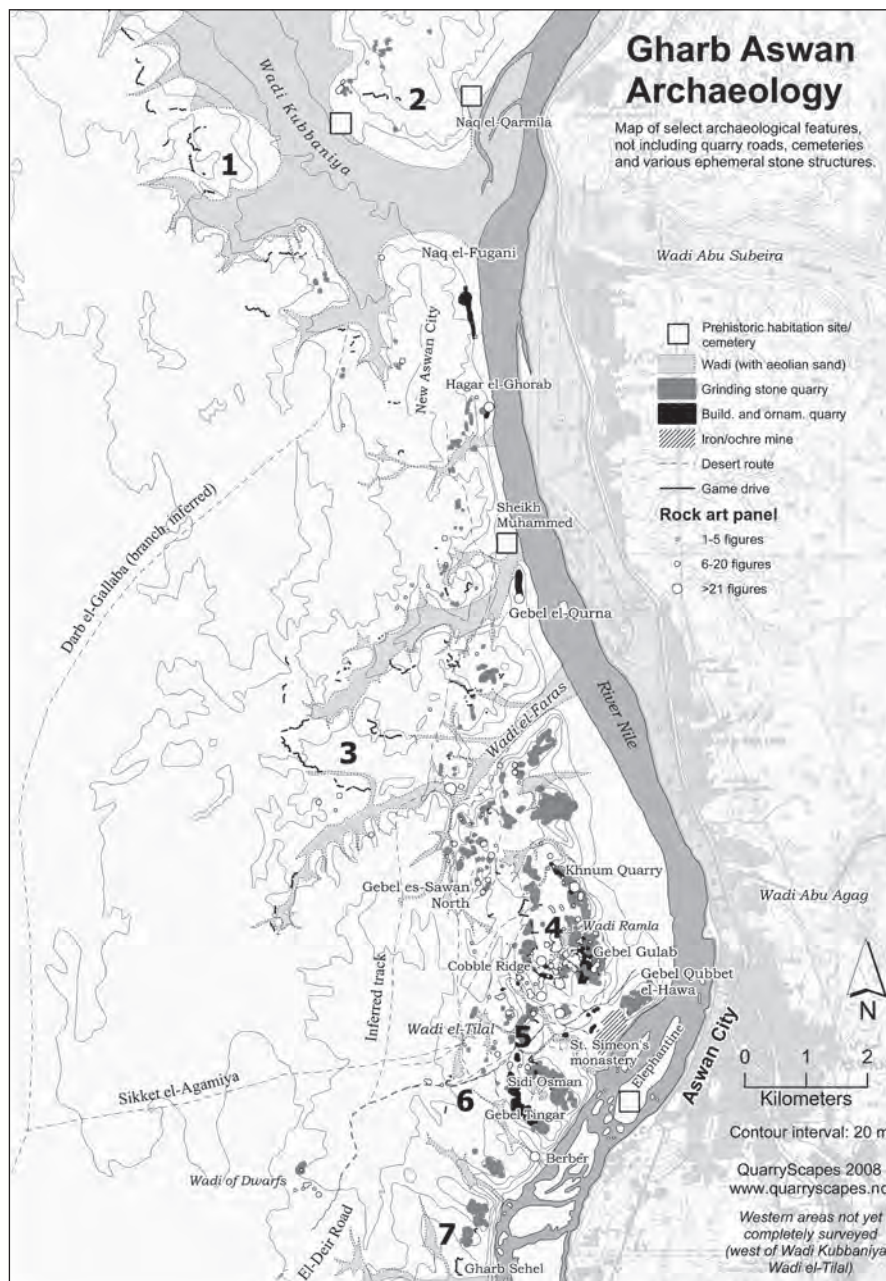 Gharb Aswan
Archaeology
Map of select archaeological features,
not including quarry roads, cemeteries
and various ephemeral stone structures.
Wadi Kubbaniya
2
Naq el-Qarmila
1
Naq el-Fugani
Wadi Abu Subeira
Prehistoric habitation site/
cemetery
Wadi (with aeolian sand)
Grinding stone quarry
Build. and ornam. quarry
Iron/ochre mine
Desert route
Game drive
Rock art panel
1-5 figures
6-20 figures
>21 figures
New Aswan City
Hagar el-Ghorab
Sheikh
Muhammed
Gebel el-Qurna
Darb el-Gallaba (branch, inferred)
River Nile
Wadi el-Faras
3
Khnum Quarry
Gebel es-Sawan
North
Wadi Abu Agag
4
Wadi Ramla
Gebel Gulab
Cobble Ridge
Gebel Qubbet
el-Hawa
Inferred track
Wadi el-Tilal
5
St. Simeon's
monastery
Elephantine
Aswan City
N
Sikket el-Agamiya
Sidi Osman
6
Gebel Tingar
0 1 2
Kilometers
Contour interval: 20 m
Berber
Wadi of Dwarfs
QuarryScapes 2008
www.quarryscapes.no
El-Deir Road
7
Gharb Sehel
Western areas not yet
completely surveyed
(west of Wadi Kubbaniya
Wadi el-Tilal)